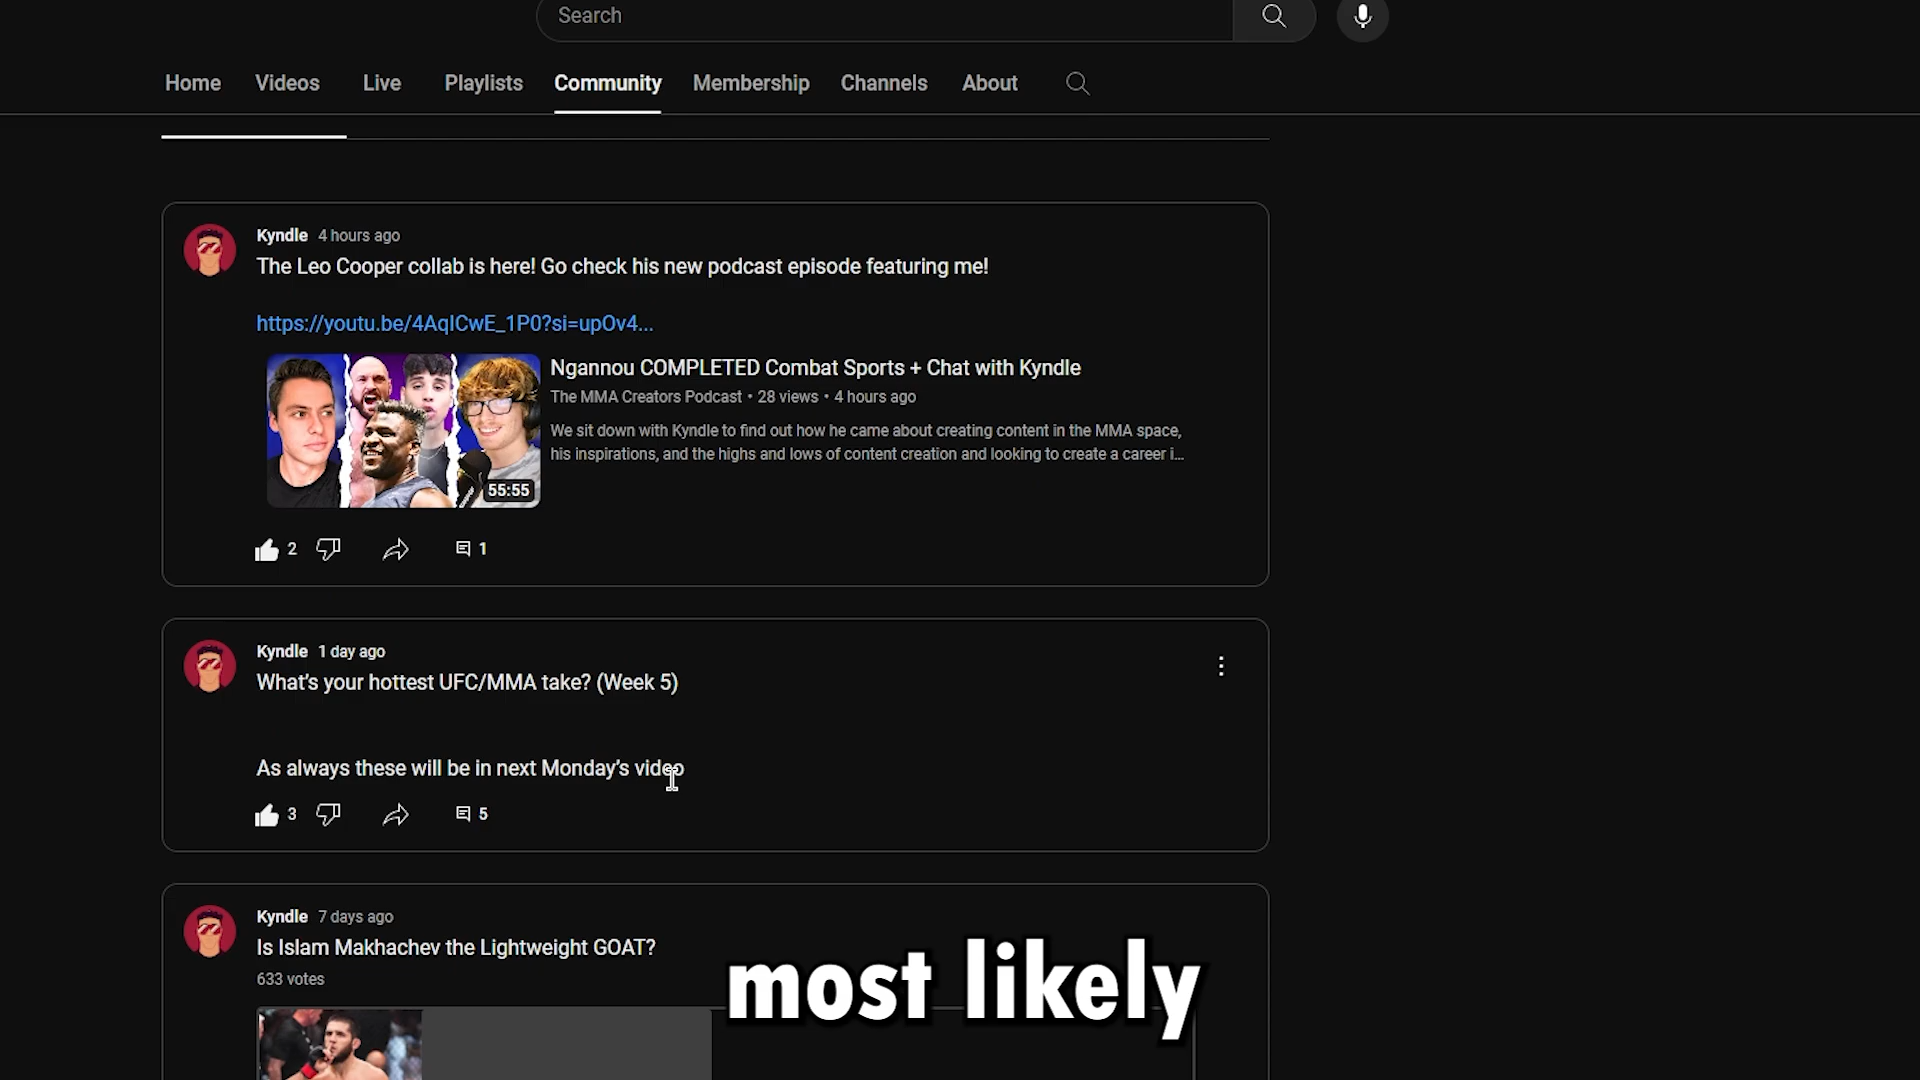 Search
Home Videos Live Playlists Community Membership Channels About
Kyndle 4 hours ago
The Leo Cooper collab is here! Go check his new podcast episode featuring me!
https://youtu.be/4AqlCwE_1P0?si=upOv4...
Ngannou COMPLETED Combat Sports + Chat with Kyndle
The MMA Creators Podcast • 28 views • 4 hours ago
We sit down with Kyndle to find out how he came about creating content in the MMA space,
his inspirations, and the highs and lows of content creation and looking to create a career i...
55:55
2 1
Kyndle 1 day ago
What's your hottest UFC/MMA take? (Week 5)
As always these will be in next Monday's video
3 5
Kyndle 7 days ago
Is Islam Makhachev the Lightweight GOAT?
633 votes
most likely